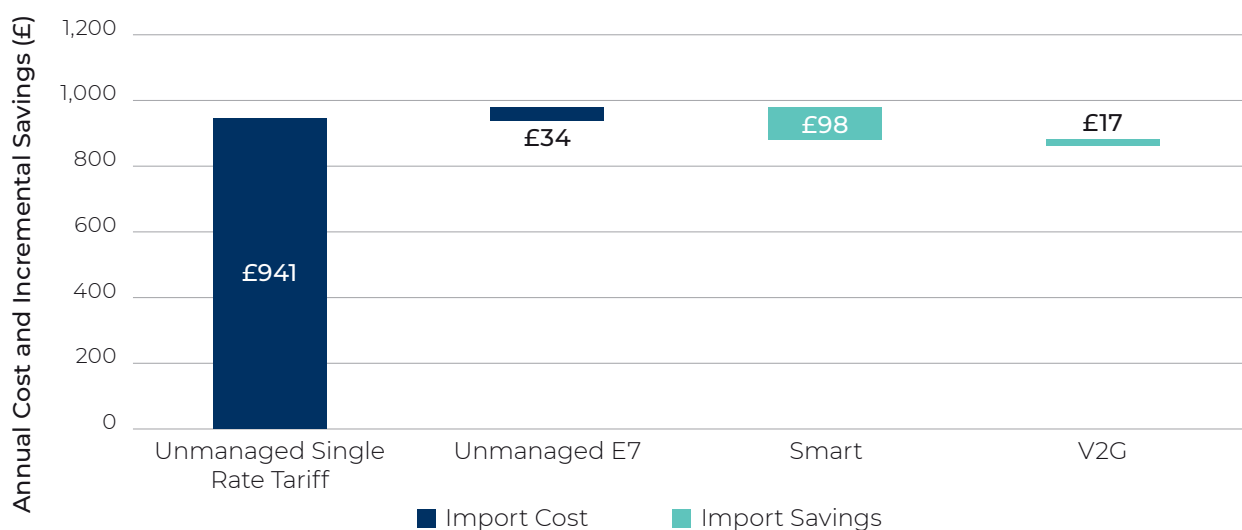 Annual Cost and Incremental Savings (£)
1,200
1,000
800
600
400
200
0
£941
£34
£98
£17
Unmanaged Single
Rate Tariff
Unmanaged E7
Smart
V2G
Import Cost
Import Savings